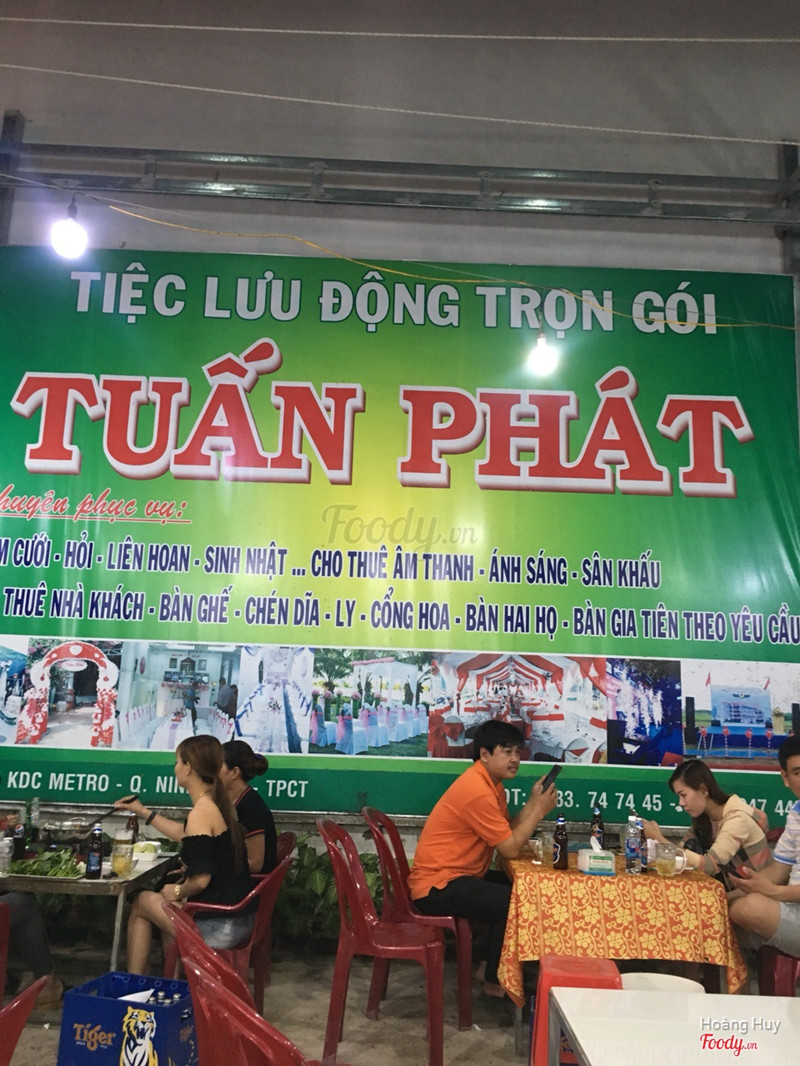 TIỆC LƯU ĐỘNG TRỌN GÓI
TUẤN PHÁT
huyên phục vụ:
Foody.vn
M CƯỚI - HỎI - LIÊN HOAN - SINH NHẬT ... CHO THUÊ ÂM THANH - ÁNH SÁNG - SÂN KHẤU
THUÊ NHÀ KHÁCH - BÀN GHẾ - CHÉN DĨA - LY - CỔNG HOA - BÀN HAI HỌ - BÀN GIA TIÊN THEO YÊU CẦU
KDC METRO - Q. NIN TPCT
ĐT: 33. 74 74 45 - 47 44
Tiger
Hoàng Huy
Foody.vn